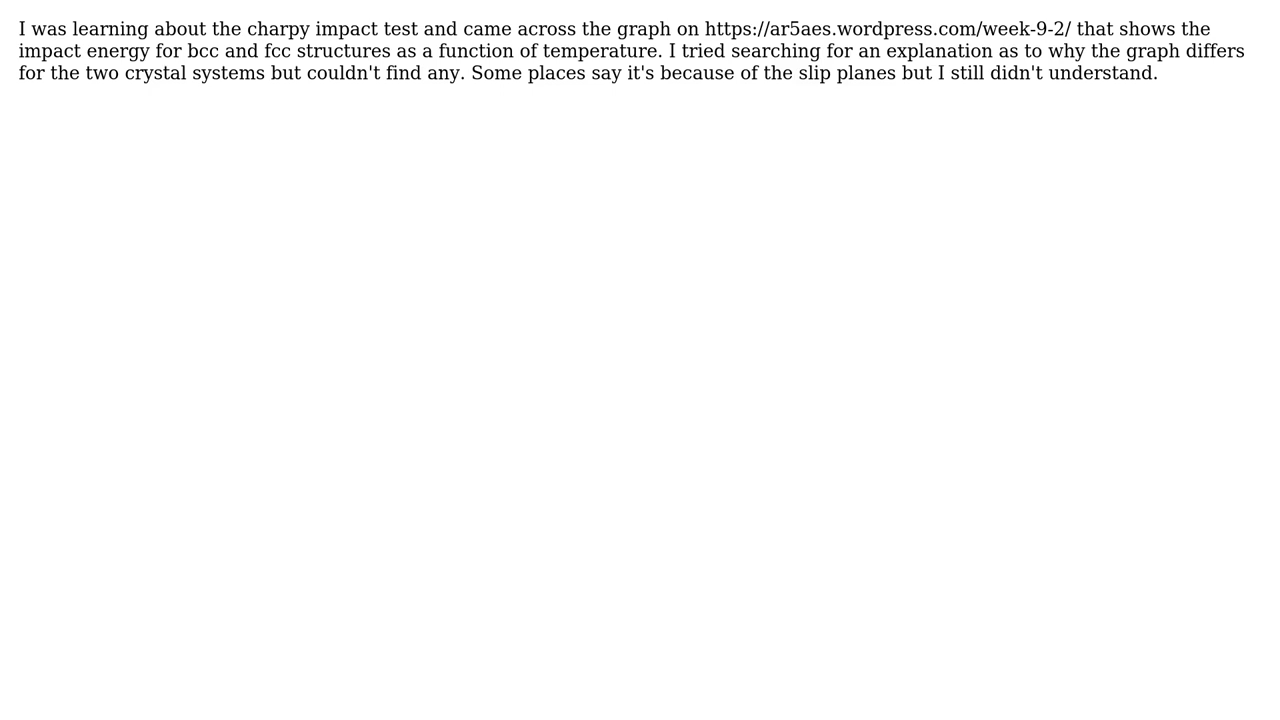 I was learning about the charpy impact test and came across the graph on https://ar5aes.wordpress.com/week-9-2/ that shows the
impact energy for bcc and fcc structures as a function of temperature. I tried searching for an explanation as to why the graph differs
for the two crystal systems but couldn't find any. Some places say it's because of the slip planes but I still didn't understand.